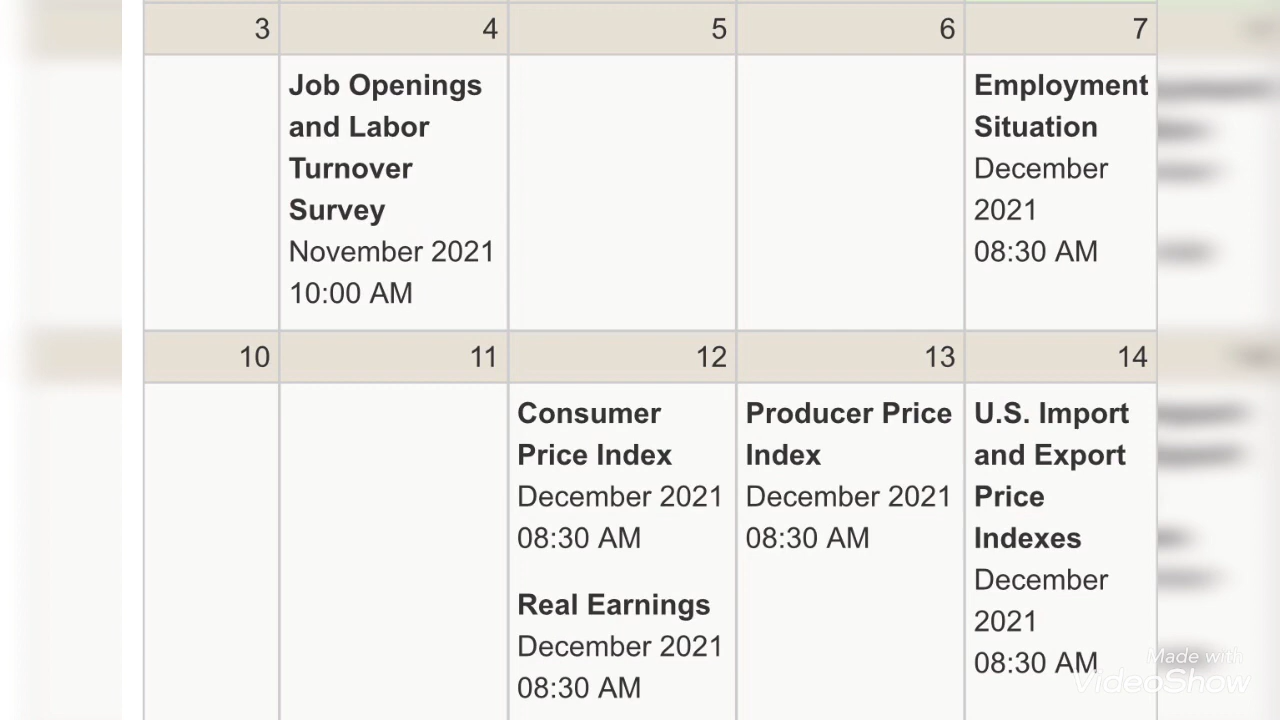 3
4
5
6
7
Job Openings
and Labor
Turnover
Survey
November 2021
10:00 AM
Employment
Situation
December
2021
08:30 AM
10
11
12
13
14
Consumer
Price Index
December 2021
08:30 AM
Real Earnings
December 2021
08:30 AM
Producer Price
Index
December 2021
08:30 AM
U.S. Import
and Export
Price
Indexes
December
2021
08:30 AM
Made with
VideoShow